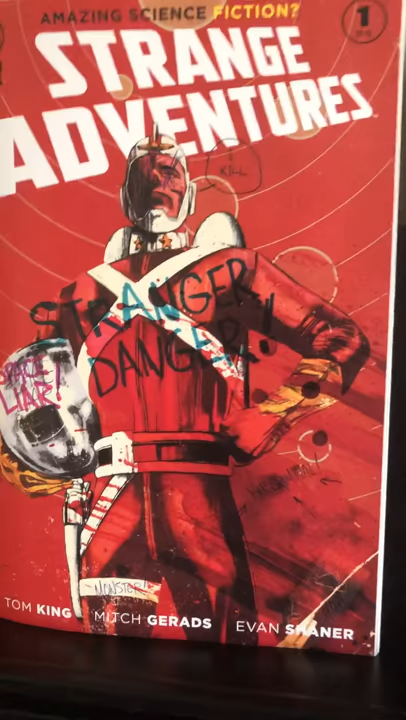 AMAZING SCIENCE FICTION?
1
STRANGE
ADVENTURES
I KILL
STRANGER
DANGER!
SPACE
LIAR!
MONSTER
TOM KING MITCH GERADS EVAN SHANER